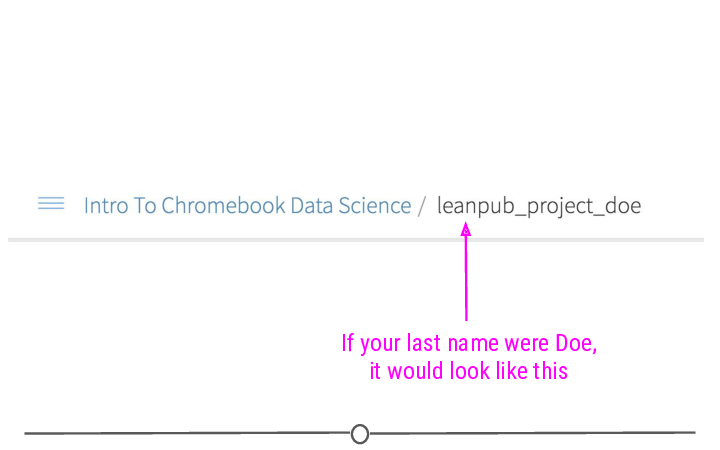 Intro To Chromebook Data Science / leanpub_project_doe
If your last name were Doe,
it would look like this